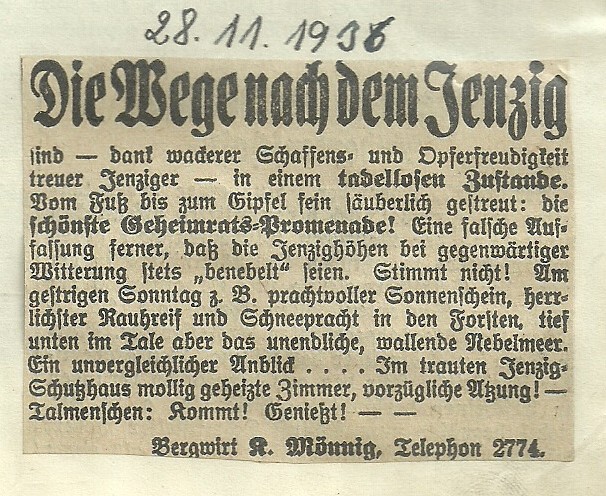 28.11.1936
Die Wege nach dem Jenzig
sind — dank wackerer Schaffens- und Opferfreudigkeit
treuer Jenziger — in einem tadellosen Zustande.
Vom Fuß bis zum Gipfel fein säuberlich gestreut: die
schönste Geheimrats-Promenade! Eine falsche Auf-
fassung ferner, daß die Jenzighöhen bei gegenwärtiger
Witterung stets „benebelt“ seien. Stimmt nicht! Am
gestrigen Sonntag z. B. prachtvoller Sonnenschein, herr-
lichster Rauhreif und Schneepracht in den Forsten, tief
unten im Tale aber das unendliche, wallende Nebelmeer.
Ein unvergleichlicher Anblick . . . . Im trauten Jenzig-
Schutzhaus mollig geheizte Zimmer, vorzügliche Atzung! —
Talmenschen: Kommt! Genießt! — —
Bergwirt K. Mönnig, Telephon 2774.